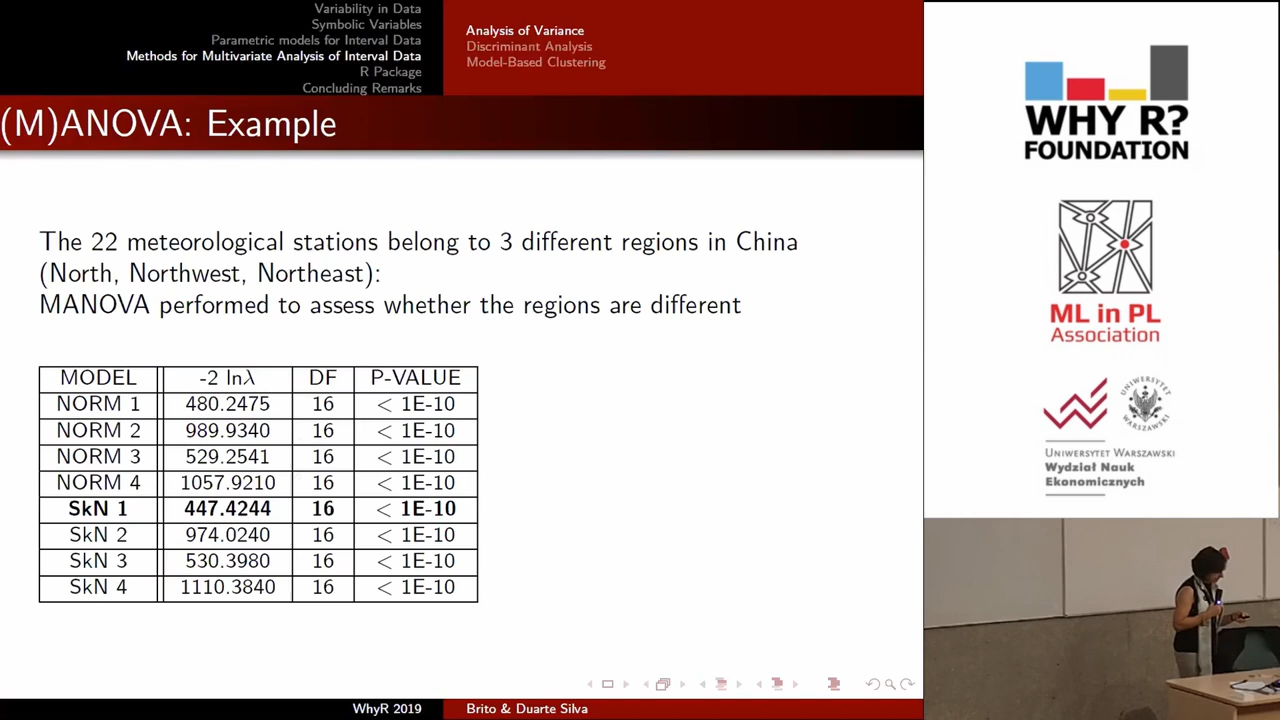 Variability in Data
Symbolic Variables
Parametric models for Interval Data
Methods for Multivariate Analysis of Interval Data
R Package
Concluding Remarks
Analysis of Variance
Discriminant Analysis
Model-Based Clustering
(M)ANOVA: Example
The 22 meteorological stations belong to 3 different regions in China
(North, Northwest, Northeast):
MANOVA performed to assess whether the regions are different
MODEL -2 lnλ DF P-VALUE
NORM 1 480.2475 16 < 1E-10
NORM 2 989.9340 16 < 1E-10
NORM 3 529.2541 16 < 1E-10
NORM 4 1057.9210 16 < 1E-10
SkN 1 447.4244 16 < 1E-10
SkN 2 974.0240 16 < 1E-10
SkN 3 530.3980 16 < 1E-10
SkN 4 1110.3840 16 < 1E-10
WhyR 2019
Brito & Duarte Silva
WHY R?
FOUNDATION
ML in PL
Association
UNIWERSYTET
WARSZAWSKI
UNIWERSYTET WARSZAWSKI
Wydział Nauk
Ekonomicznych